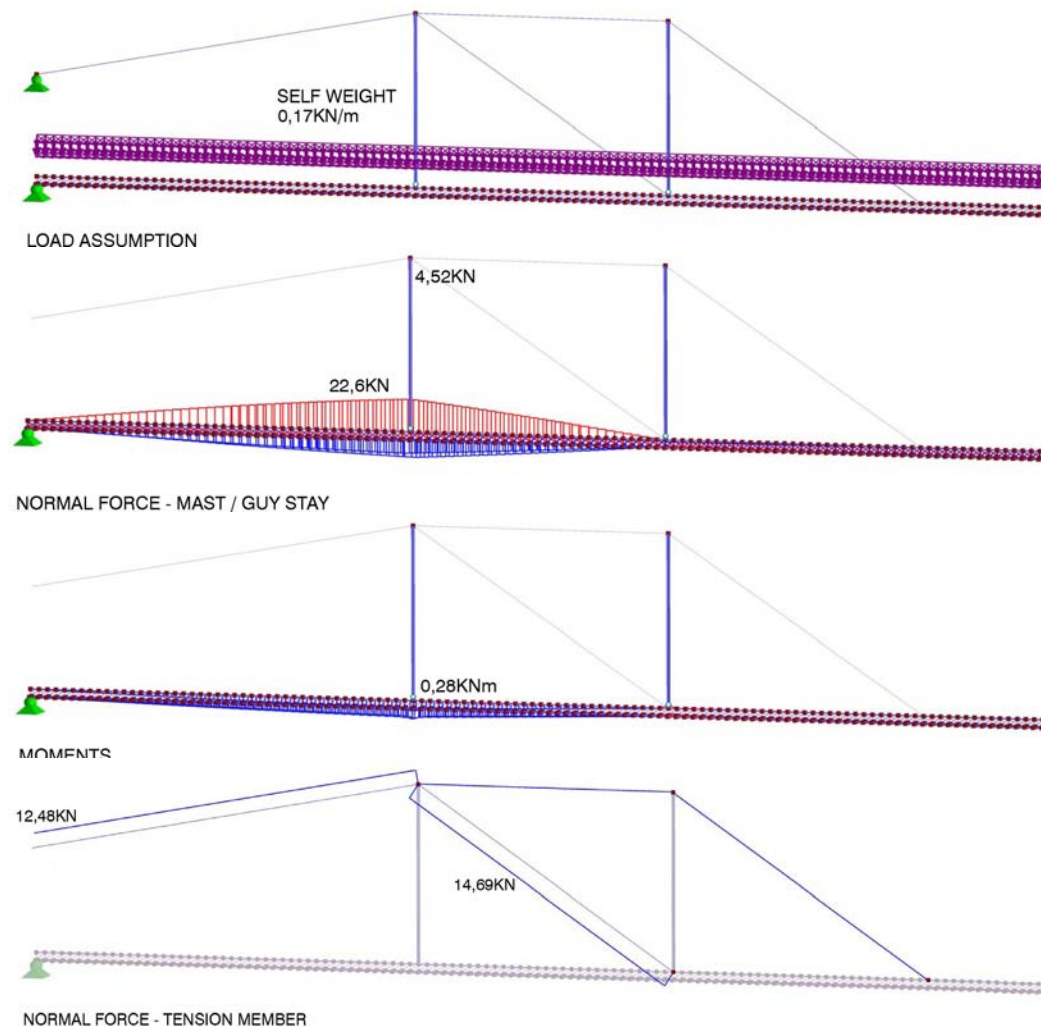 SELF WEIGHT
0,17KN/m
LOAD ASSUMPTION
4,52KN
22,6KN
NORMAL FORCE - MAST / GUY STAY
0,28KNm
MOMENTS
12,48KN
14,69KN
NORMAL FORCE - TENSION MEMBER